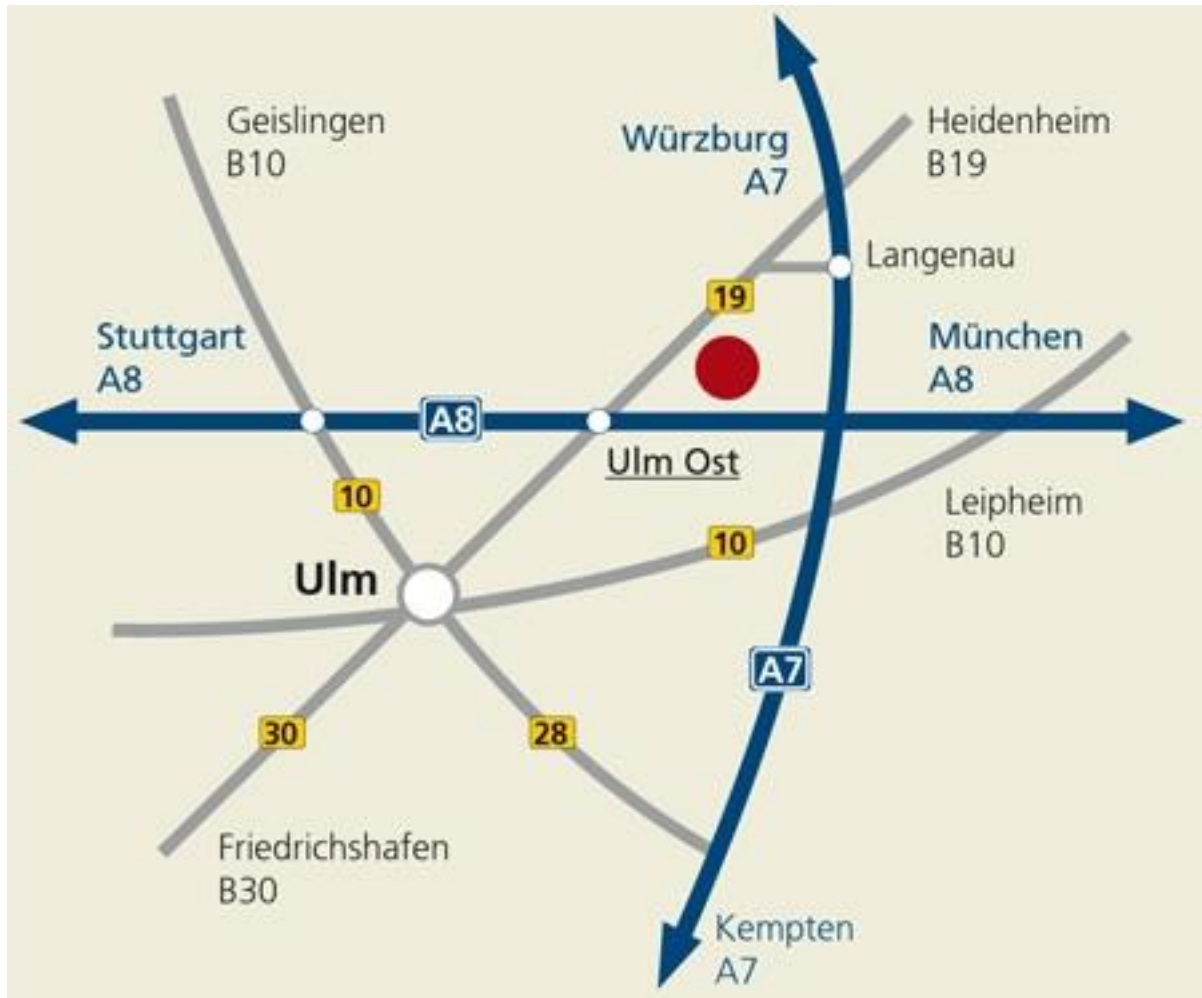 Geislingen
B10
Würzburg
A7
Heidenheim
B19
Langenau
19
Stuttgart
A8
München
A8
A8
Ulm Ost
10
Leipheim
B10
10
Ulm
A7
30
28
Friedrichshafen
B30
Kempten
A7